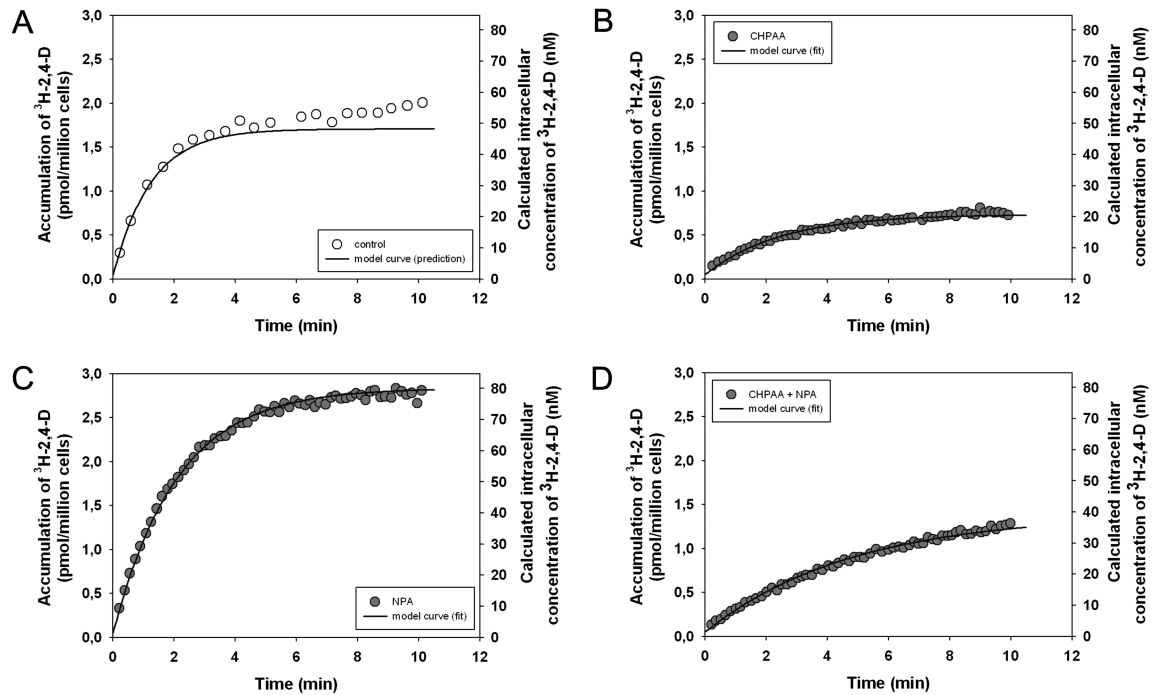 A
Accumulation of ³H-2,4-D
(pmol/million cells)
3,0
2,5
2,0
1,5
1,0
0,5
0,0
control
model curve (prediction)
80
70
60
50
40
30
20
10
0
Calculated intracellular
concentration of ³H-2,4-D (nM)
0 2 4 6 8 10 12
Time (min)
B
Accumulation of ³H-2,4-D
(pmol/million cells)
3,0
2,5
2,0
1,5
1,0
0,5
0,0
CHPAA
model curve (fit)
80
70
60
50
40
30
20
10
0
Calculated intracellular
concentration of ³H-2,4-D (nM)
0 2 4 6 8 10 12
Time (min)
C
Accumulation of ³H-2,4-D
(pmol/million cells)
3,0
2,5
2,0
1,5
1,0
0,5
0,0
NPA
model curve (fit)
80
70
60
50
40
30
20
10
0
Calculated intracellular
concentration of ³H-2,4-D (nM)
0 2 4 6 8 10 12
Time (min)
D
Accumulation of ³H-2,4-D
(pmol/million cells)
3,0
2,5
2,0
1,5
1,0
0,5
0,0
CHPAA + NPA
model curve (fit)
80
70
60
50
40
30
20
10
0
Calculated intracellular
concentration of ³H-2,4-D (nM)
0 2 4 6 8 10 12
Time (min)